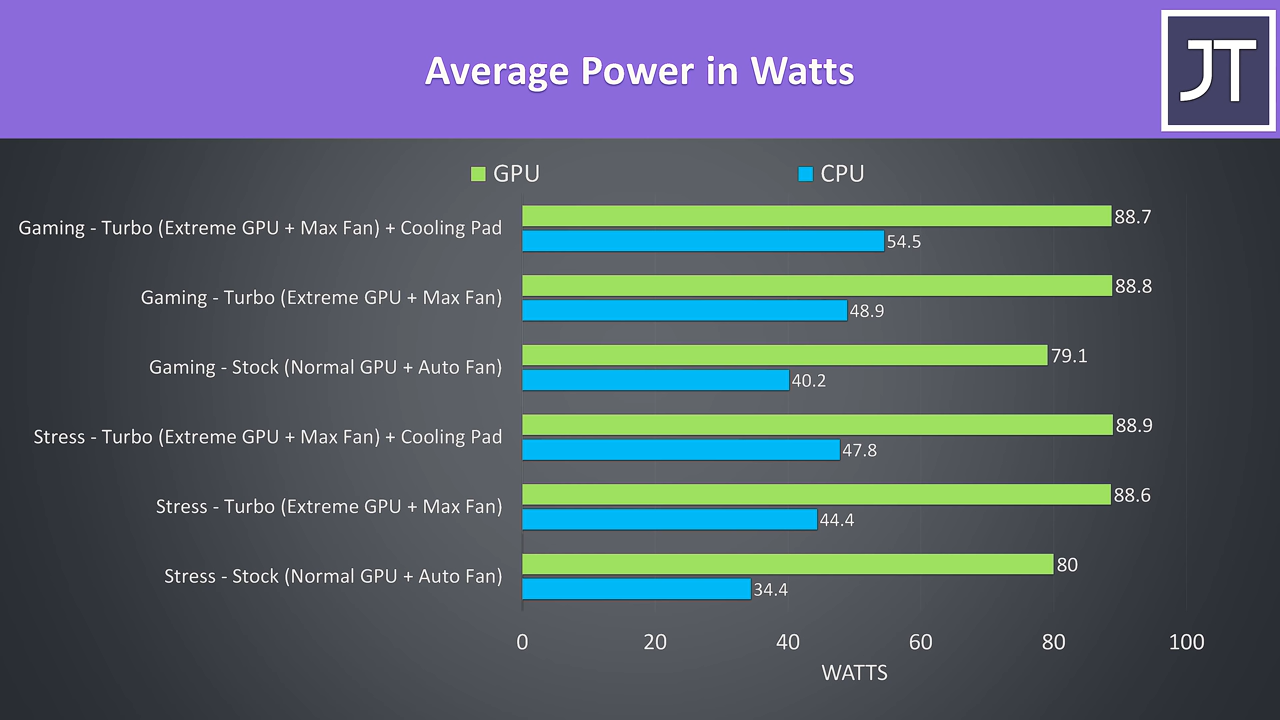 Average Power in Watts
JT
GPU
CPU
Gaming - Turbo (Extreme GPU + Max Fan) + Cooling Pad
88.7
54.5
Gaming - Turbo (Extreme GPU + Max Fan)
88.8
48.9
Gaming - Stock (Normal GPU + Auto Fan)
79.1
40.2
Stress - Turbo (Extreme GPU + Max Fan) + Cooling Pad
88.9
47.8
Stress - Turbo (Extreme GPU + Max Fan)
88.6
44.4
Stress - Stock (Normal GPU + Auto Fan)
80
34.4
0 20 40 60 80 100
WATTS